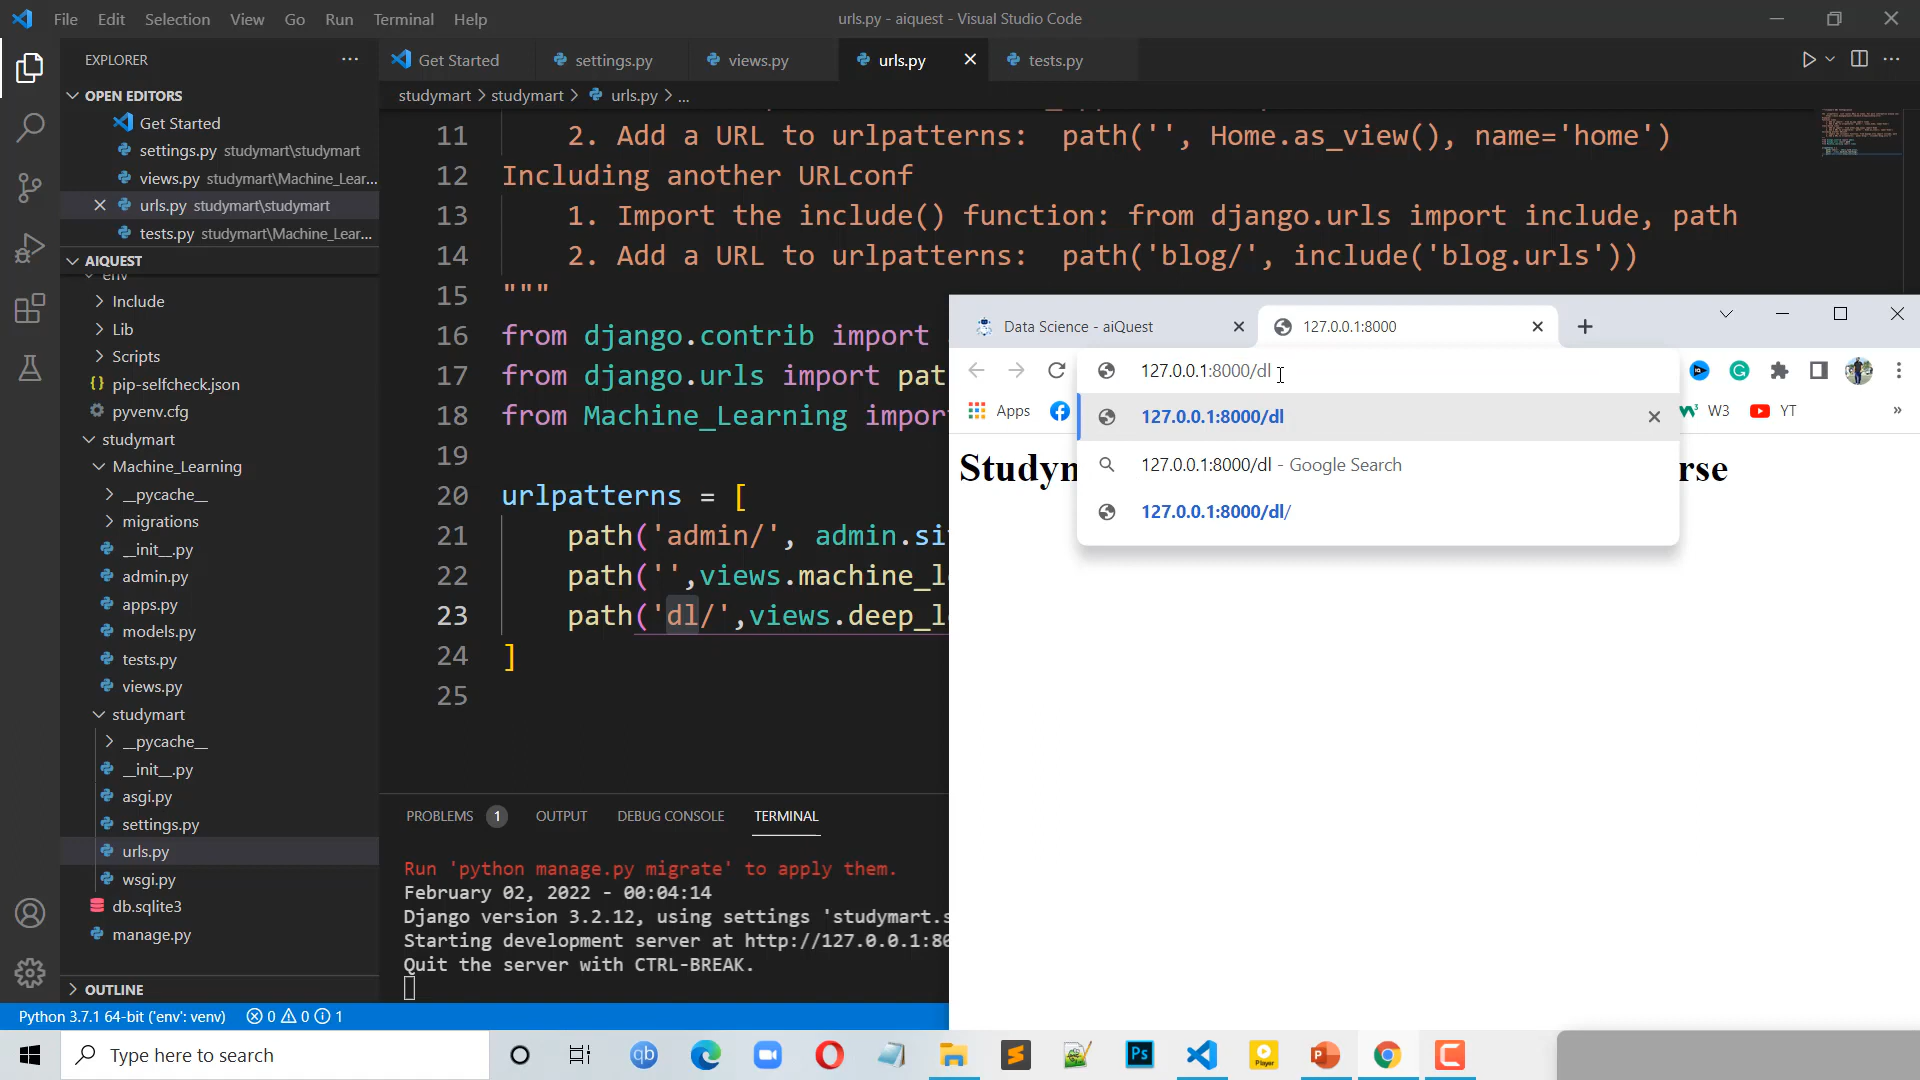 File Edit Selection View Go Run Terminal Help
urls.py - aiquest - Visual Studio Code
EXPLORER
Get Started
settings.py
views.py
urls.py
tests.py
OPEN EDITORS
studymart > studymart > urls.py > ...
Get Started
settings.py studymart\studymart
views.py studymart\Machine_Lear...
urls.py studymart\studymart
tests.py studymart\Machine_Lear...
AIQUEST
env
Include
Lib
Scripts
pip-selfcheck.json
pyvenv.cfg
studymart
Machine_Learning
__pycache__
migrations
__init__.py
admin.py
apps.py
models.py
tests.py
views.py
studymart
__pycache__
__init__.py
asgi.py
settings.py
urls.py
wsgi.py
db.sqlite3
manage.py
OUTLINE
11 2. Add a URL to urlpatterns: path('', Home.as_view(), name='home')
12 Including another URLconf
13 1. Import the include() function: from django.urls import include, path
14 2. Add a URL to urlpatterns: path('blog/', include('blog.urls'))
15 """
16 from django.contrib import
17 from django.urls import pat
18 from Machine_Learning impor
19
20 urlpatterns = [
21 path('admin/', admin.si
22 path('',views.machine_l
23 path('dl/',views.deep_l
24 ]
25
PROBLEMS 1 OUTPUT DEBUG CONSOLE TERMINAL
Run 'python manage.py migrate' to apply them.
February 02, 2022 - 00:04:14
Django version 3.2.12, using settings 'studymart.s
Starting development server at http://127.0.0.1:80
Quit the server with CTRL-BREAK.
Data Science - aiQuest
127.0.0.1:8000
127.0.0.1:8000/dl
Apps
W3
YT
127.0.0.1:8000/dl
127.0.0.1:8000/dl - Google Search
127.0.0.1:8000/dl/
Studyn
rse
Python 3.7.1 64-bit ('env': venv) 0 0 1
Type here to search
qb
Ps
Player